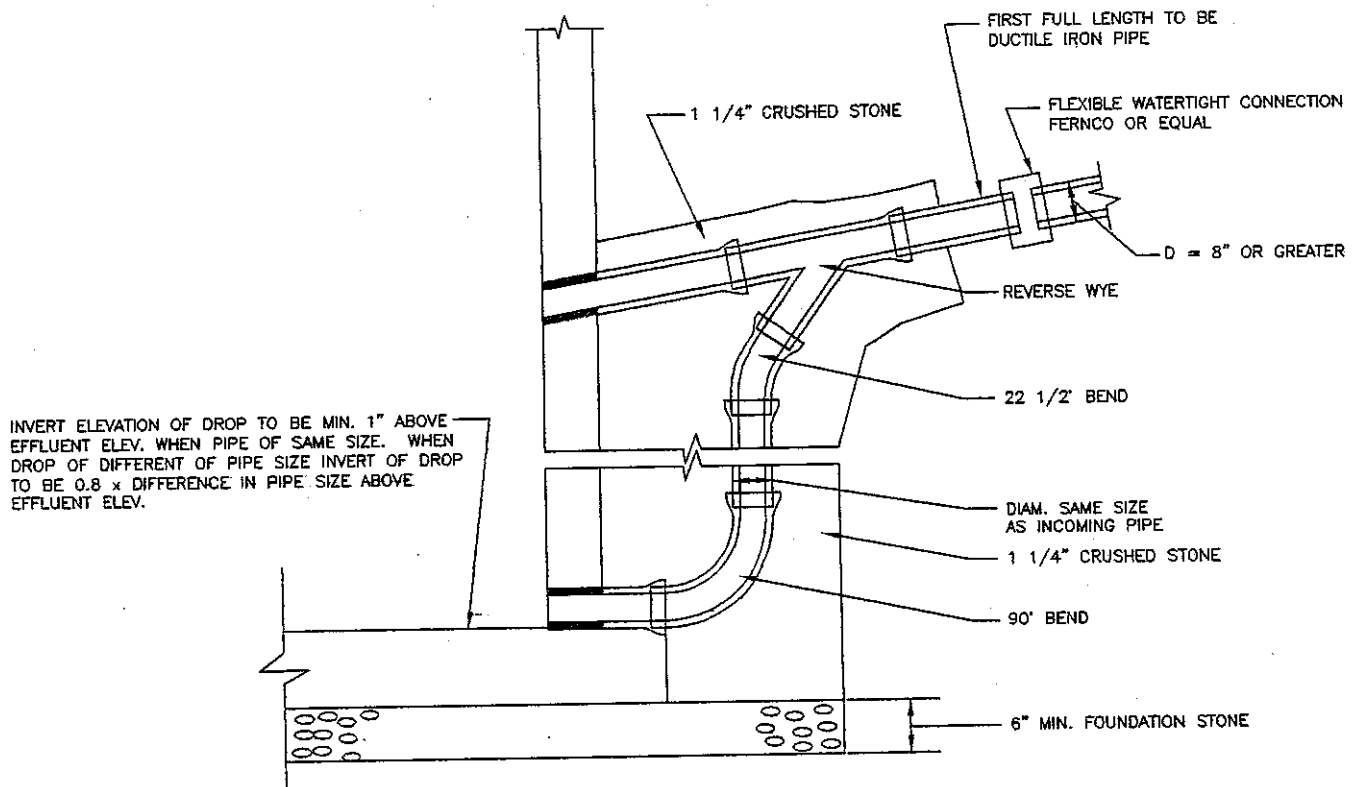 FIRST FULL LENGTH TO BE
DUCTILE IRON PIPE
1 1/4" CRUSHED STONE
FLEXIBLE WATERTIGHT CONNECTION
FERNCO OR EQUAL
D = 8" OR GREATER
REVERSE WYE
22 1/2° BEND
INVERT ELEVATION OF DROP TO BE MIN. 1" ABOVE
EFFLUENT ELEV. WHEN PIPE OF SAME SIZE. WHEN
DROP OF DIFFERENT OF PIPE SIZE INVERT OF DROP
TO BE 0.8 x DIFFERENCE IN PIPE SIZE ABOVE
EFFLUENT ELEV.
DIAM. SAME SIZE
AS INCOMING PIPE
1 1/4" CRUSHED STONE
90° BEND
6" MIN. FOUNDATION STONE